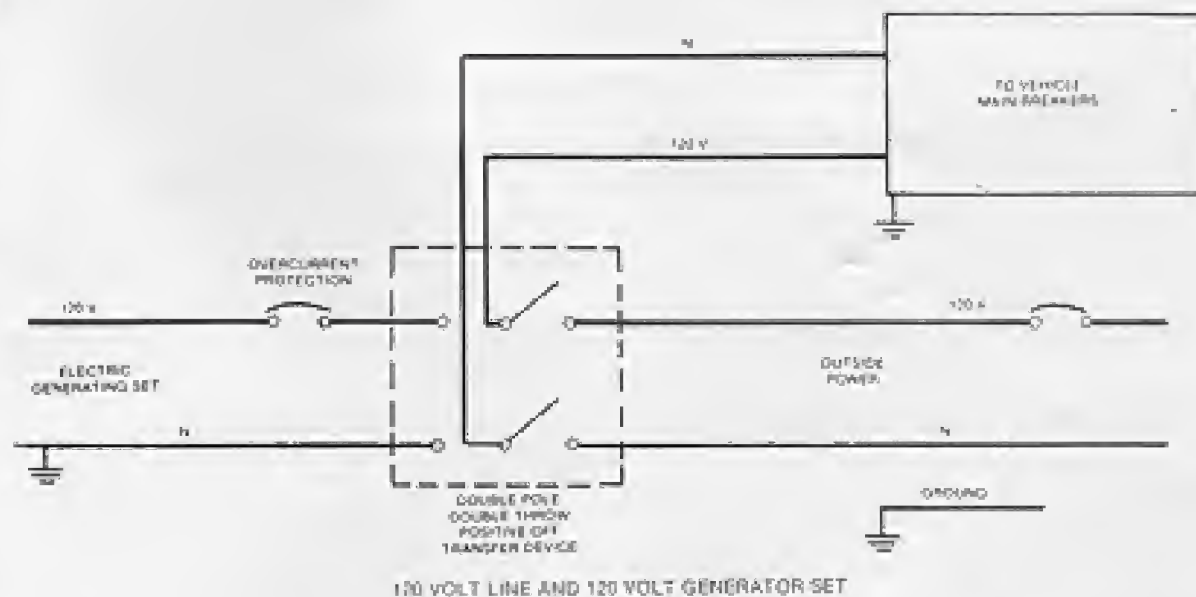 N
TO VEHICLE
MAIN BREAKERS
120 V
OVERCURRENT
PROTECTION
120 V
120 V
ELECTRIC
GENERATING SET
OUTSIDE
POWER
N
N
DOUBLE POLE
DOUBLE THROW
POSITIVE OFF
TRANSFER DEVICE
GROUND
120 VOLT LINE AND 120 VOLT GENERATOR SET